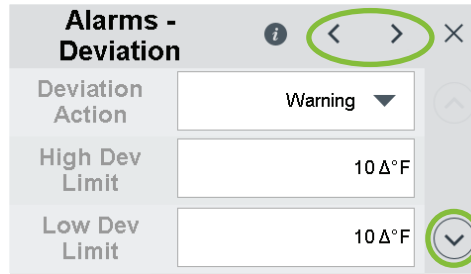 Alarms -
Deviation
i
Deviation
Action
Warning
High Dev
Limit
10 Δ°F
Low Dev
Limit
10 Δ°F